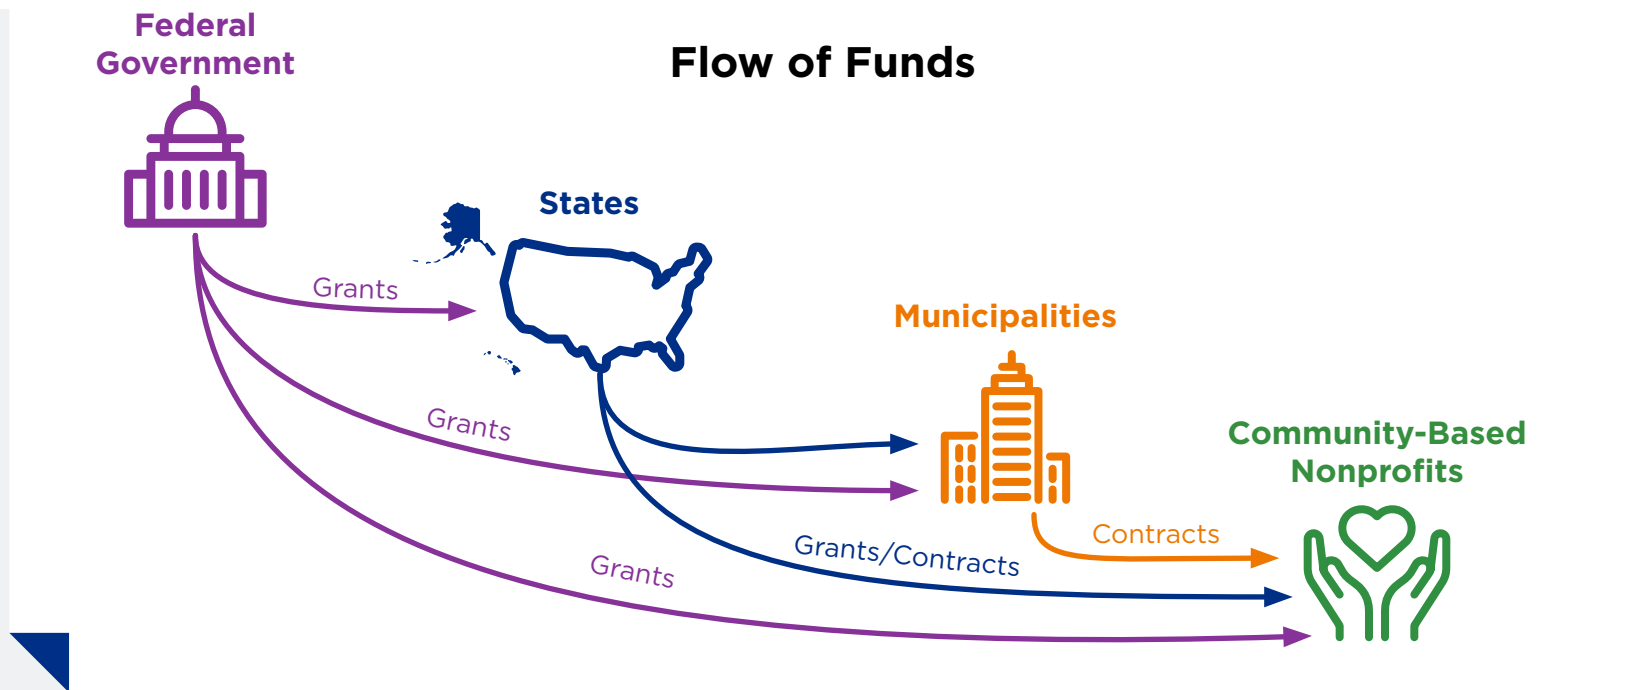 Federal
Government
Flow of Funds
States
Grants
Municipalities
Grants
Community-Based
Nonprofits
Contracts
Grants/Contracts
Grants